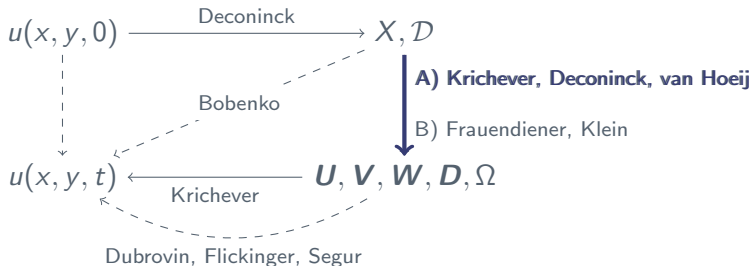 u(x, y, 0)
Deconinck
X, 𝒟
A) Krichever, Deconinck, van Hoeij
Bobenko
B) Frauendiener, Klein
u(x, y, t)
Krichever
U, V, W, D, Ω
Dubrovin, Flickinger, Segur